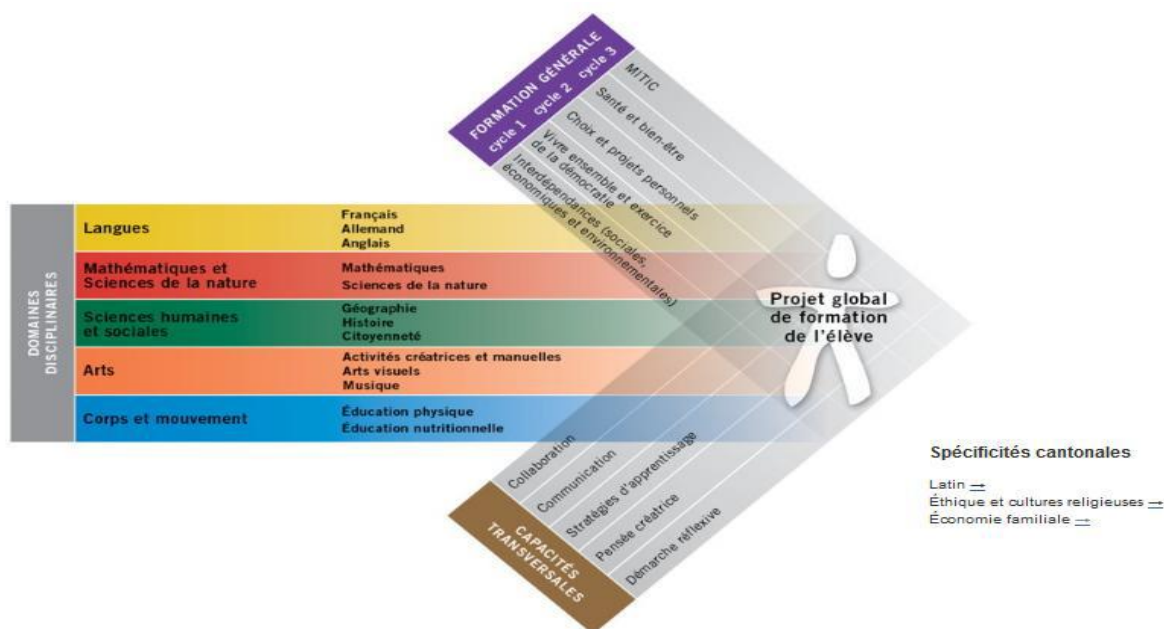 FORMATION GÉNÉRALE
cycle 1 cycle 2 cycle 3
MITIC
Santé et bien-être
Choix et projets personnels
Vivre ensemble et exercice
de la démocratie
Interdépendances (sociales,
économiques et environnementales)
DOMAINES
DISCIPLINAIRES
Langues
Français
Allemand
Anglais
Mathématiques et
Sciences de la nature
Mathématiques
Sciences de la nature
Sciences humaines
et sociales
Géographie
Histoire
Citoyenneté
Arts
Activités créatrices et manuelles
Arts visuels
Musique
Corps et mouvement
Éducation physique
Éducation nutritionnelle
Projet global
de formation
de l'élève
Collaboration
Communication
Stratégies d'apprentissage
Pensée créatrice
Démarche réflexive
CAPACITÉS
TRANSVERSALES
Spécificités cantonales
Latin →
Éthique et cultures religieuses →
Économie familiale →